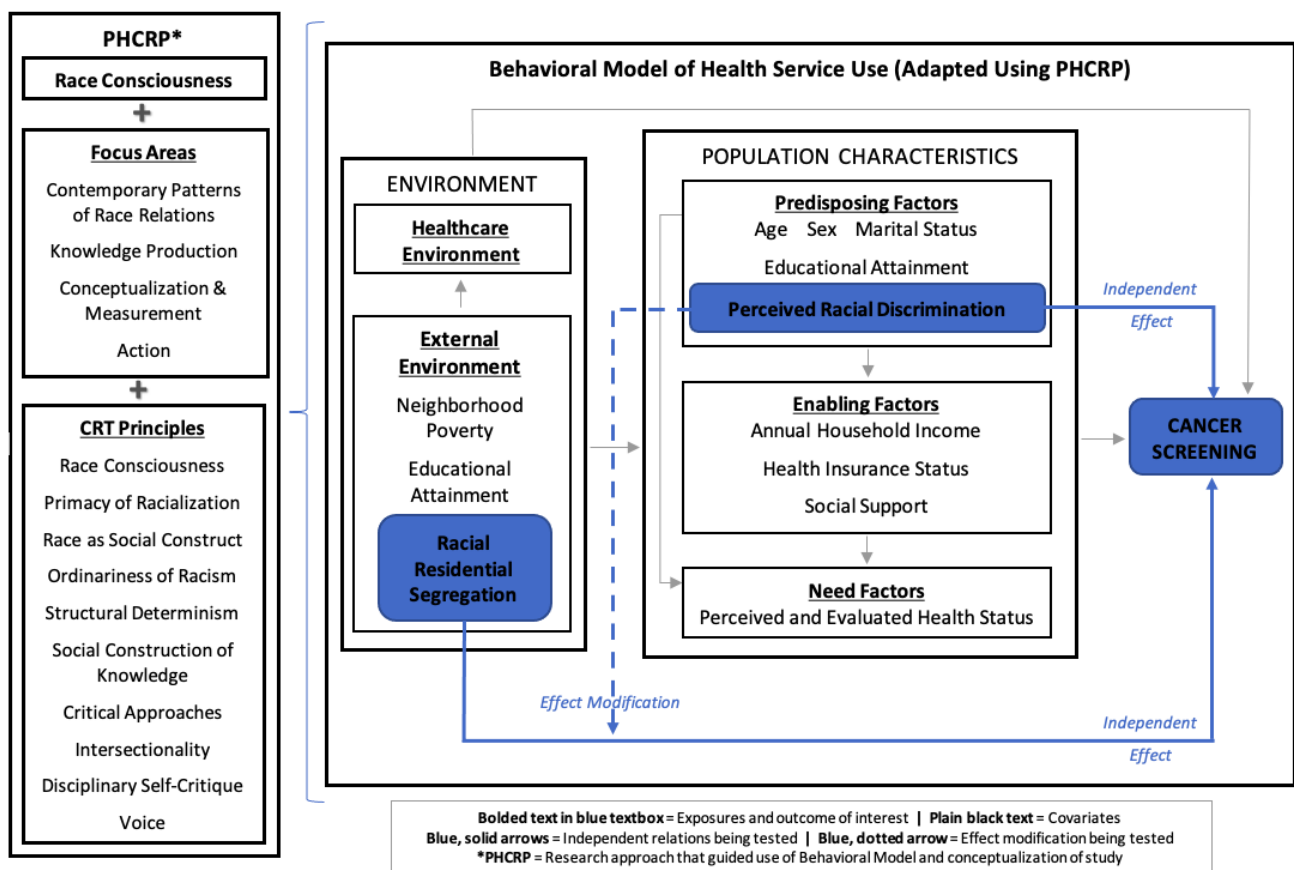 PHCRP*
Race Consciousness
+
Focus Areas
Contemporary Patterns
of Race Relations
Knowledge Production
Conceptualization &
Measurement
Action
+
CRT Principles
Race Consciousness
Primacy of Racialization
Race as Social Construct
Ordinariness of Racism
Structural Determinism
Social Construction of
Knowledge
Critical Approaches
Intersectionality
Disciplinary Self-Critique
Voice
Behavioral Model of Health Service Use (Adapted Using PHCRP)
ENVIRONMENT
Healthcare
Environment
External
Environment
Neighborhood
Poverty
Educational
Attainment
Racial
Residential
Segregation
POPULATION CHARACTERISTICS
Predisposing Factors
Age Sex Marital Status
Educational Attainment
Perceived Racial Discrimination
Enabling Factors
Annual Household Income
Health Insurance Status
Social Support
Need Factors
Perceived and Evaluated Health Status
Independent
Effect
CANCER
SCREENING
Effect Modification
Independent
Effect
Bolded text in blue textbox = Exposures and outcome of interest | Plain black text = Covariates
Blue, solid arrows = Independent relations being tested | Blue, dotted arrow = Effect modification being tested
*PHCRP = Research approach that guided use of Behavioral Model and conceptualization of study